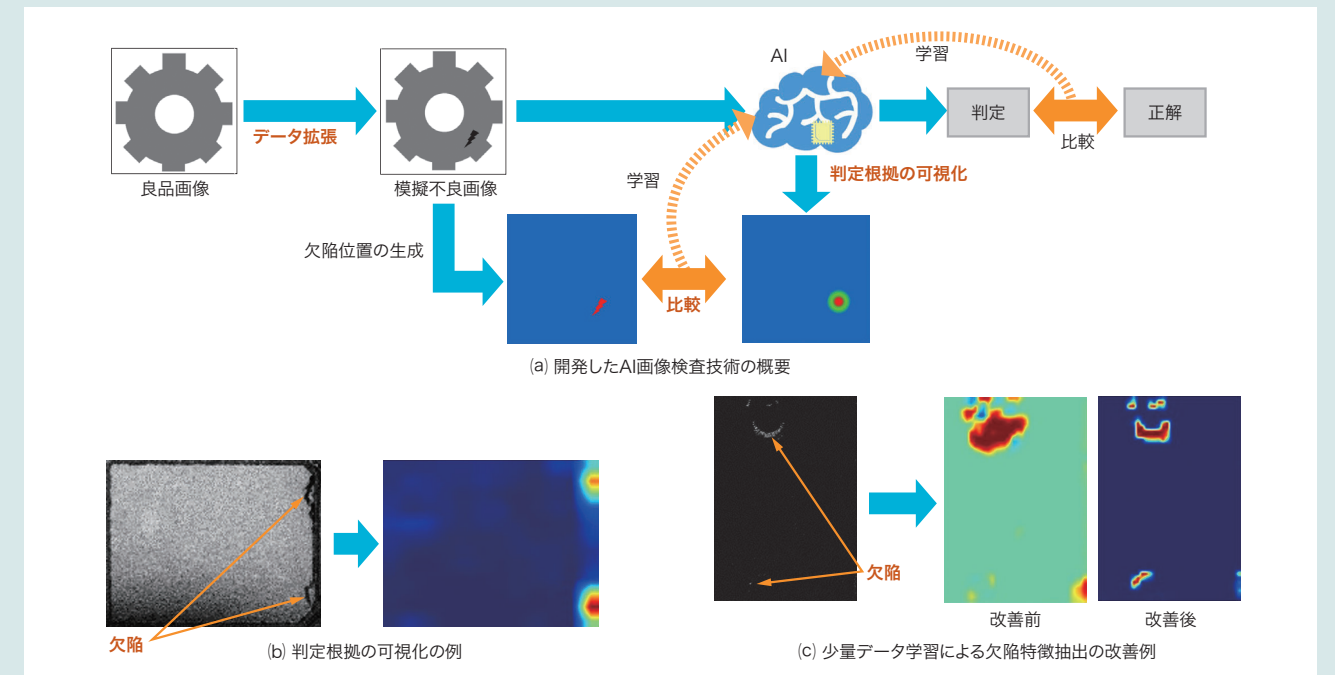 AI
学習
データ拡張
判定
正解
比較
良品画像
模擬不良画像
判定根拠の可視化
学習
欠陥位置の生成
比較
(a) 開発したAI画像検査技術の概要
欠陥
(b) 判定根拠の可視化の例
欠陥
改善前
改善後
(c) 少量データ学習による欠陥特徴抽出の改善例